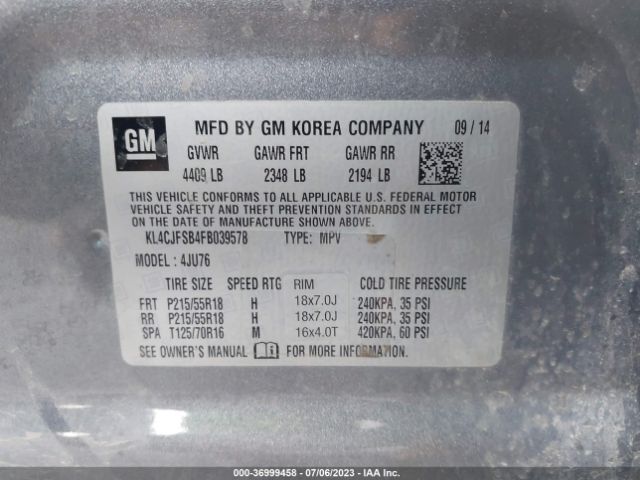 GM
MFD BY GM KOREA COMPANY 09 / 14
GVWR GAWR FRT GAWR RR
4409 LB 2348 LB 2194 LB
THIS VEHICLE CONFORMS TO ALL APPLICABLE U.S. FEDERAL MOTOR
VEHICLE SAFETY AND THEFT PREVENTION STANDARDS IN EFFECT
ON THE DATE OF MANUFACTURE SHOWN ABOVE.
KL4CJFSB4FB039578 TYPE: MPV
MODEL : 4JU76
TIRE SIZE SPEED RTG RIM COLD TIRE PRESSURE
FRT P215/55R18 H 18x7.0J 240KPA, 35 PSI
RR P215/55R18 H 18x7.0J 240KPA, 35 PSI
SPA T125/70R16 M 16x4.0T 420KPA, 60 PSI
SEE OWNER'S MANUAL FOR MORE INFORMATION.
000-36999458 - 07/06/2023 - IAA Inc.